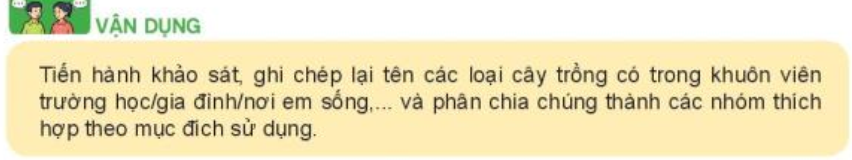 VẬN DỤNG
Tiến hành khảo sát, ghi chép lại tên các loại cây trồng có trong khuôn viên
trường học/gia đình/nơi em sống,... và phân chia chúng thành các nhóm thích
hợp theo mục đích sử dụng.